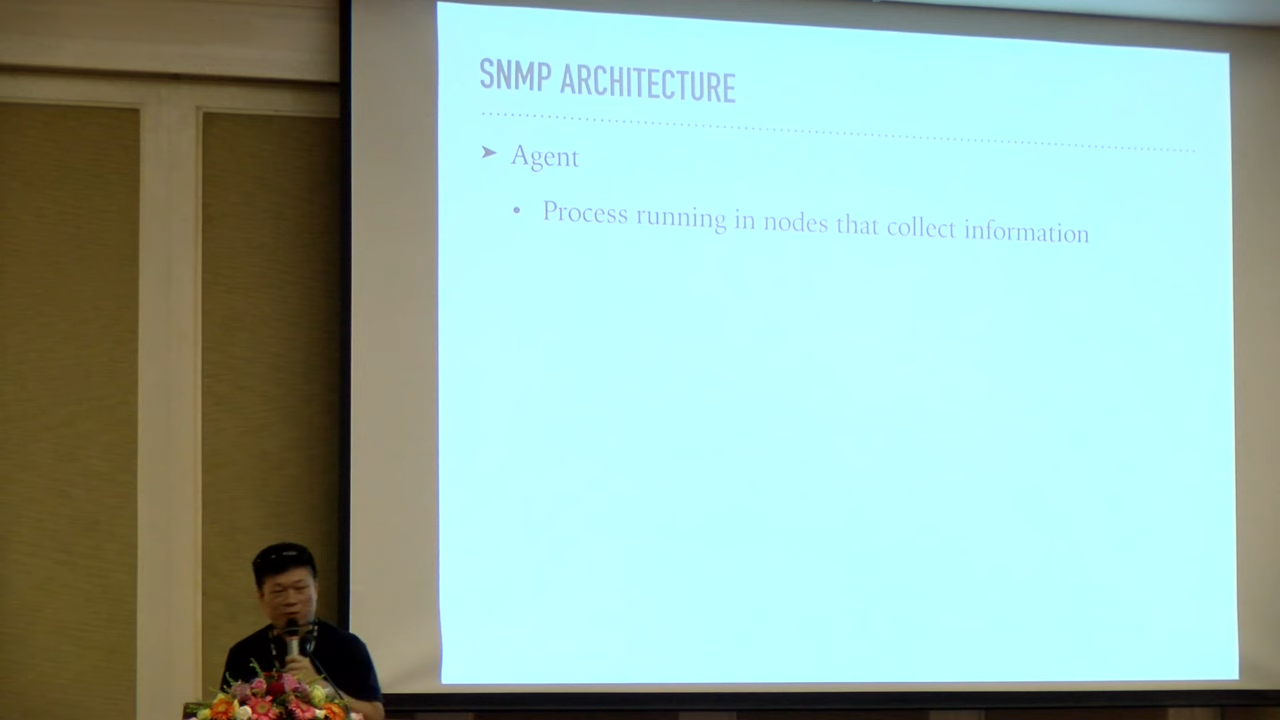 SNMP ARCHITECTURE
➤ Agent
• Process running in nodes that collect information